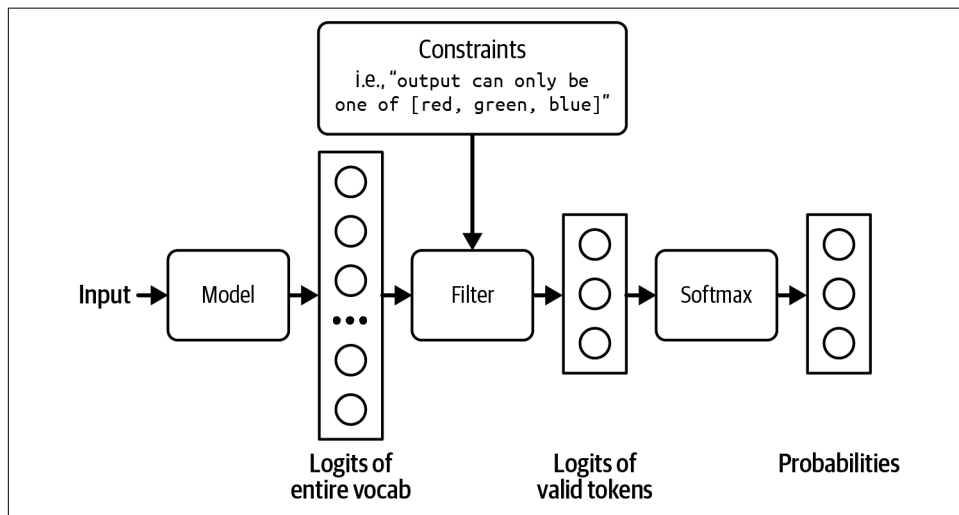 Constraints
i.e., “output can only be
one of [red, green, blue]”
Input
Model
Filter
Softmax
Logits of
entire vocab
Logits of
valid tokens
Probabilities